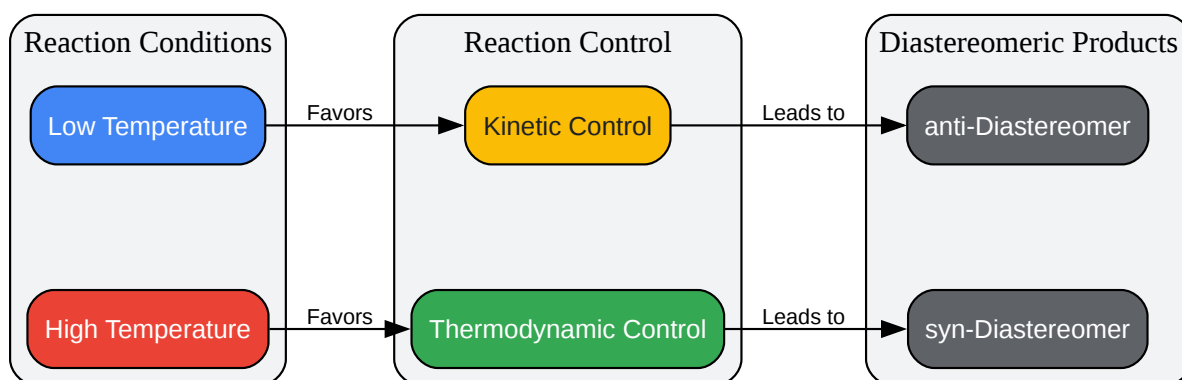 Reaction Conditions
Reaction Control
Diastereomeric Products
Low Temperature
Favors
Kinetic Control
Leads to
anti-Diastereomer
High Temperature
Favors
Thermodynamic Control
Leads to
syn-Diastereomer